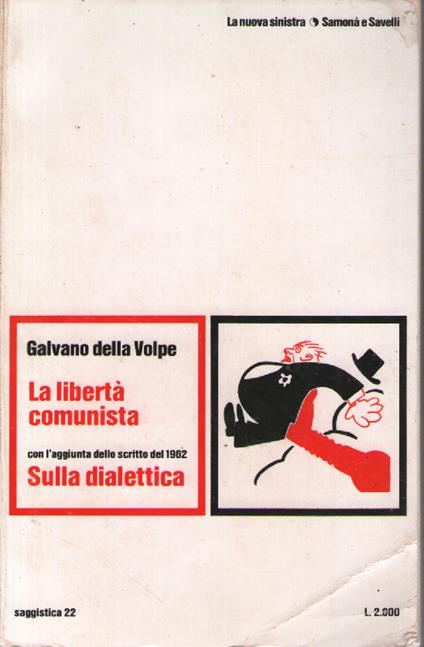 La nuova sinistra Samonà e Savelli
Galvano della Volpe
La libertà
comunista
con l'aggiunta dello scritto del 1962
Sulla dialettica
saggistica 22
L. 2.000